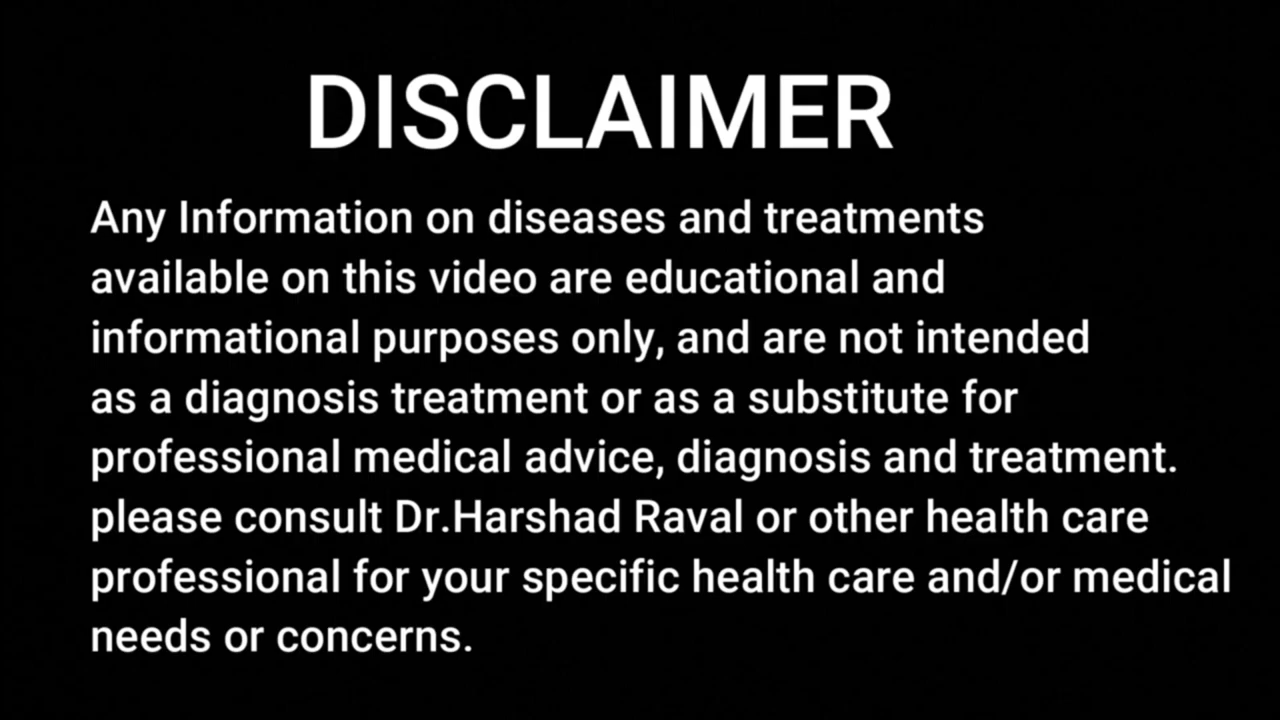 DISCLAIMER
Any Information on diseases and treatments
available on this video are educational and
informational purposes only, and are not intended
as a diagnosis treatment or as a substitute for
professional medical advice, diagnosis and treatment.
please consult Dr.Harshad Raval or other health care
professional for your specific health care and/or medical
needs or concerns.